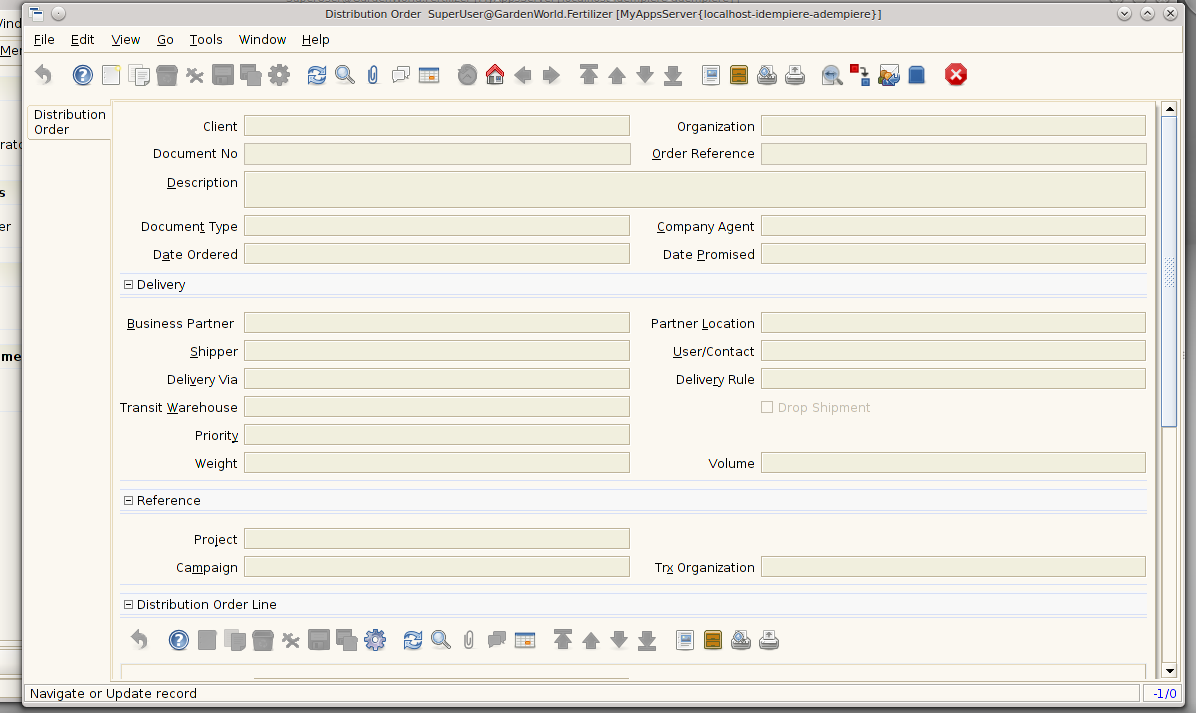 Distribution Order  SuperUser@GardenWorld.Fertilizer [MyAppsServer{localhost-idempiere-adempiere}]
File Edit View Go Tools Window Help
Distribution
Order
Client Organization
Document No Order Reference
Description
Document Type Company Agent
Date Ordered Date Promised
Delivery
Business Partner Partner Location
Shipper User/Contact
Delivery Via Delivery Rule
Transit Warehouse Drop Shipment
Priority
Weight Volume
Reference
Project
Campaign Trx Organization
Distribution Order Line
Navigate or Update record -1/0